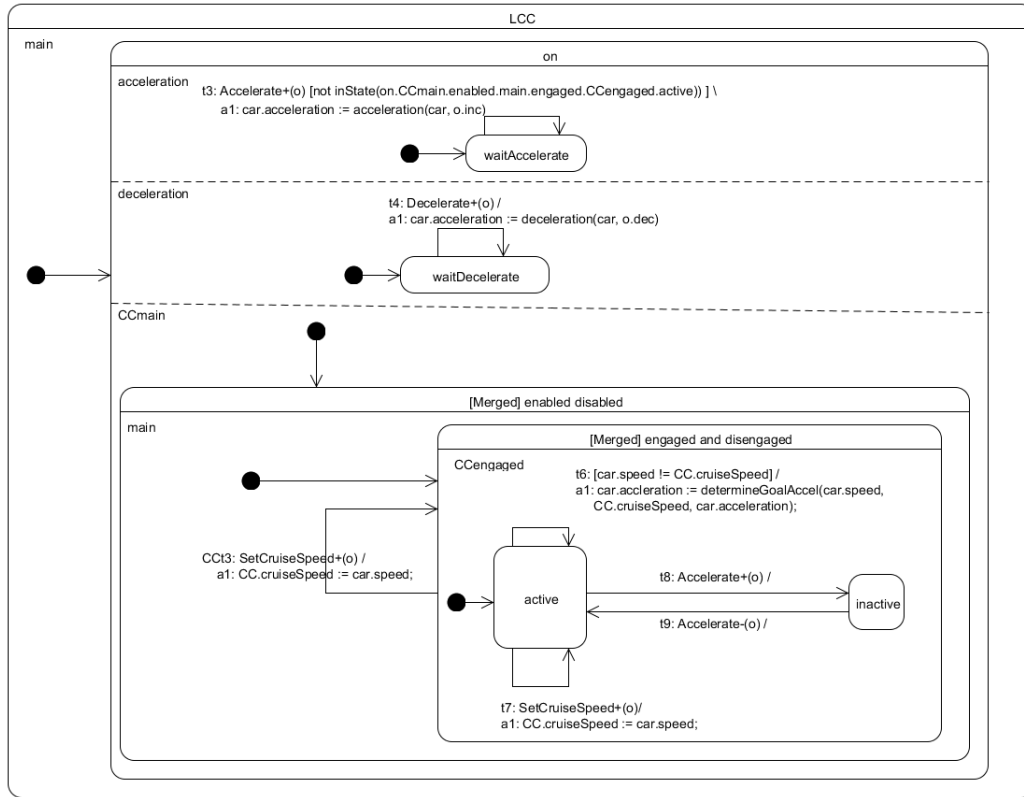 LCC
main
on
acceleration
t3: Accelerate+(o) [not inState(on.CCmain.enabled.main.engaged.CCengaged.active)) ] \
a1: car.acceleration := acceleration(car, o.inc)
waitAccelerate
deceleration
t4: Decelerate+(o) /
a1: car.acceleration := deceleration(car, o.dec)
waitDecelerate
CCmain
[Merged] enabled disabled
main
[Merged] engaged and disengaged
CCengaged
t6: [car.speed != CC.cruiseSpeed] /
a1: car.accleration := determineGoalAccel(car.speed,
CC.cruiseSpeed, car.acceleration);
CCt3: SetCruiseSpeed+(o) /
a1: CC.cruiseSpeed := car.speed;
active
t8: Accelerate+(o) /
inactive
t9: Accelerate-(o) /
t7: SetCruiseSpeed+(o)/
a1: CC.cruiseSpeed := car.speed;